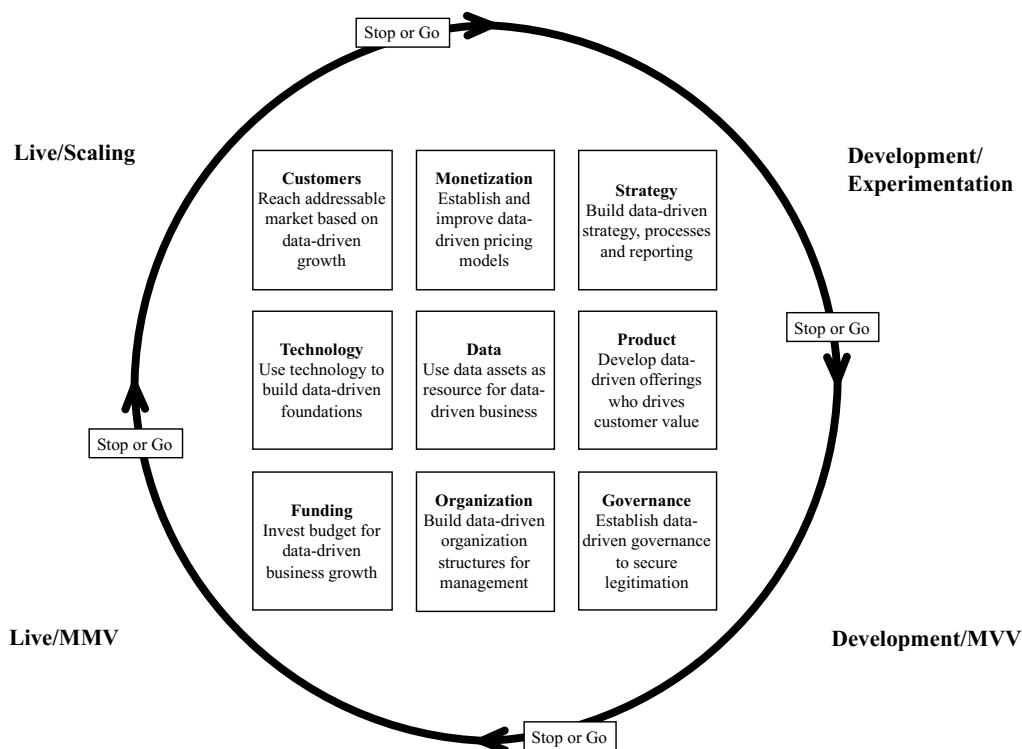 Stop or Go
Live/Scaling
Development/
Experimentation
Customers
Reach addressable
market based on
data-driven
growth
Monetization
Establish and
improve data-
driven pricing
models
Strategy
Build data-driven
strategy, processes
and reporting
Stop or Go
Technology
Use technology to
build data-driven
foundations
Data
Use data assets as
resource for data-
driven business
Product
Develop data-
driven offerings
who drives
customer value
Stop or Go
Funding
Invest budget for
data-driven
business growth
Organization
Build data-driven
organization
structures for
management
Governance
Establish data-
driven governance
to secure
legitimation
Live/MMV
Development/MVV
Stop or Go